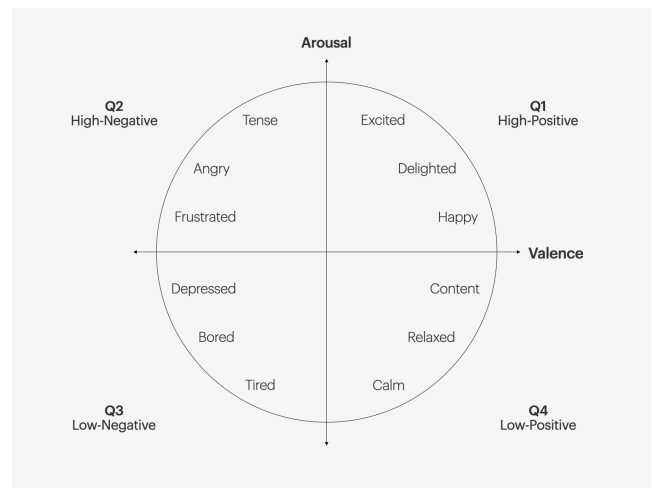 Arousal
Q2
High-Negative
Q1
High-Positive
Tense
Excited
Angry
Delighted
Frustrated
Happy
Valence
Depressed
Content
Bored
Relaxed
Tired
Calm
Q3
Low-Negative
Q4
Low-Positive